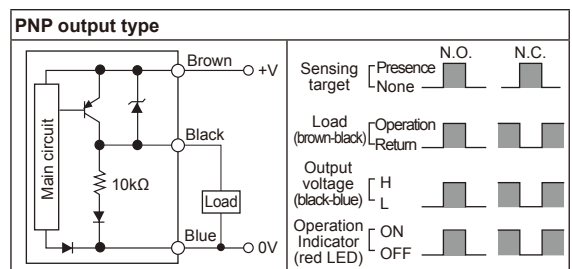 PNP output type
Brown
+V
Main circuit
Black
10kΩ
Load
Blue
0V
N.O.
N.C.
Sensing
target
Presence
None
Load
(brown-black)
Operation
Return
Output
voltage
(black-blue)
H
L
Operation
Indicator
(red LED)
ON
OFF